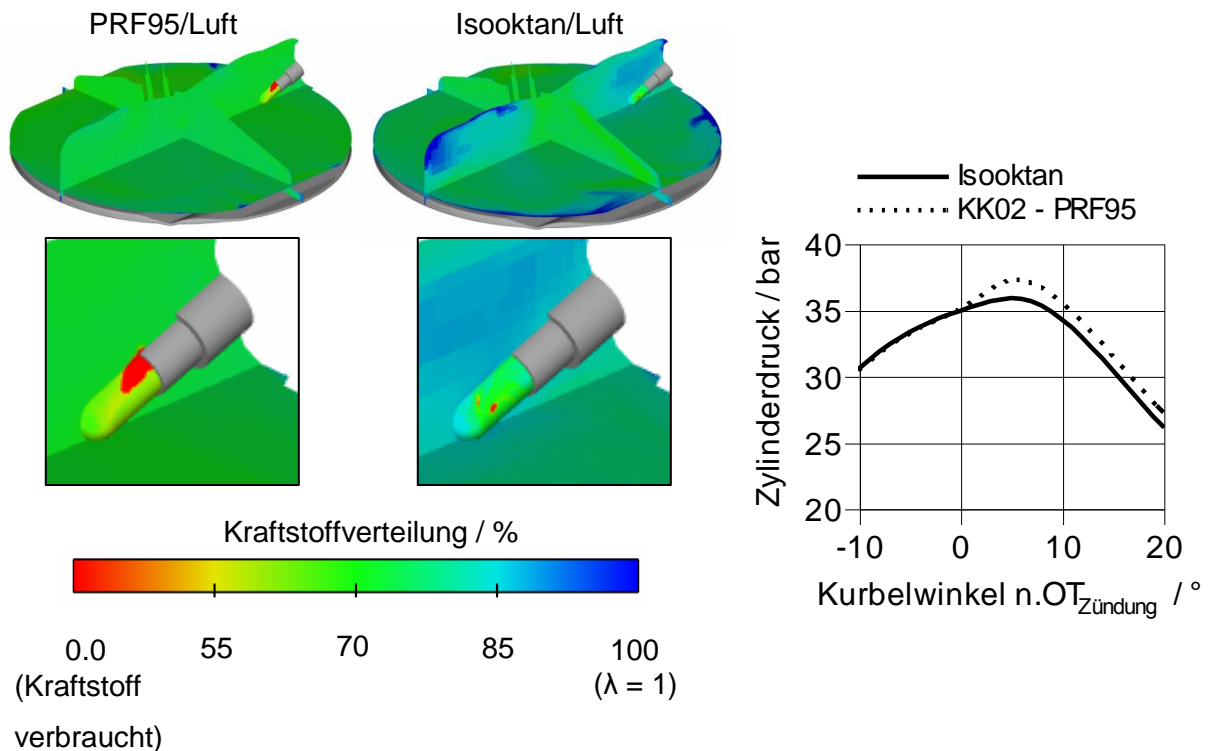 PRF95/Luft
Isooktan/Luft
Kraftstoffverteilung / %
0.0
55
70
85
100
(Kraftstoff
(λ = 1)
verbraucht)
Isooktan
KK02 - PRF95
Zylinderdruck / bar
40
35
30
25
20
-10
0
10
20
Kurbelwinkel n.OTZündung / °